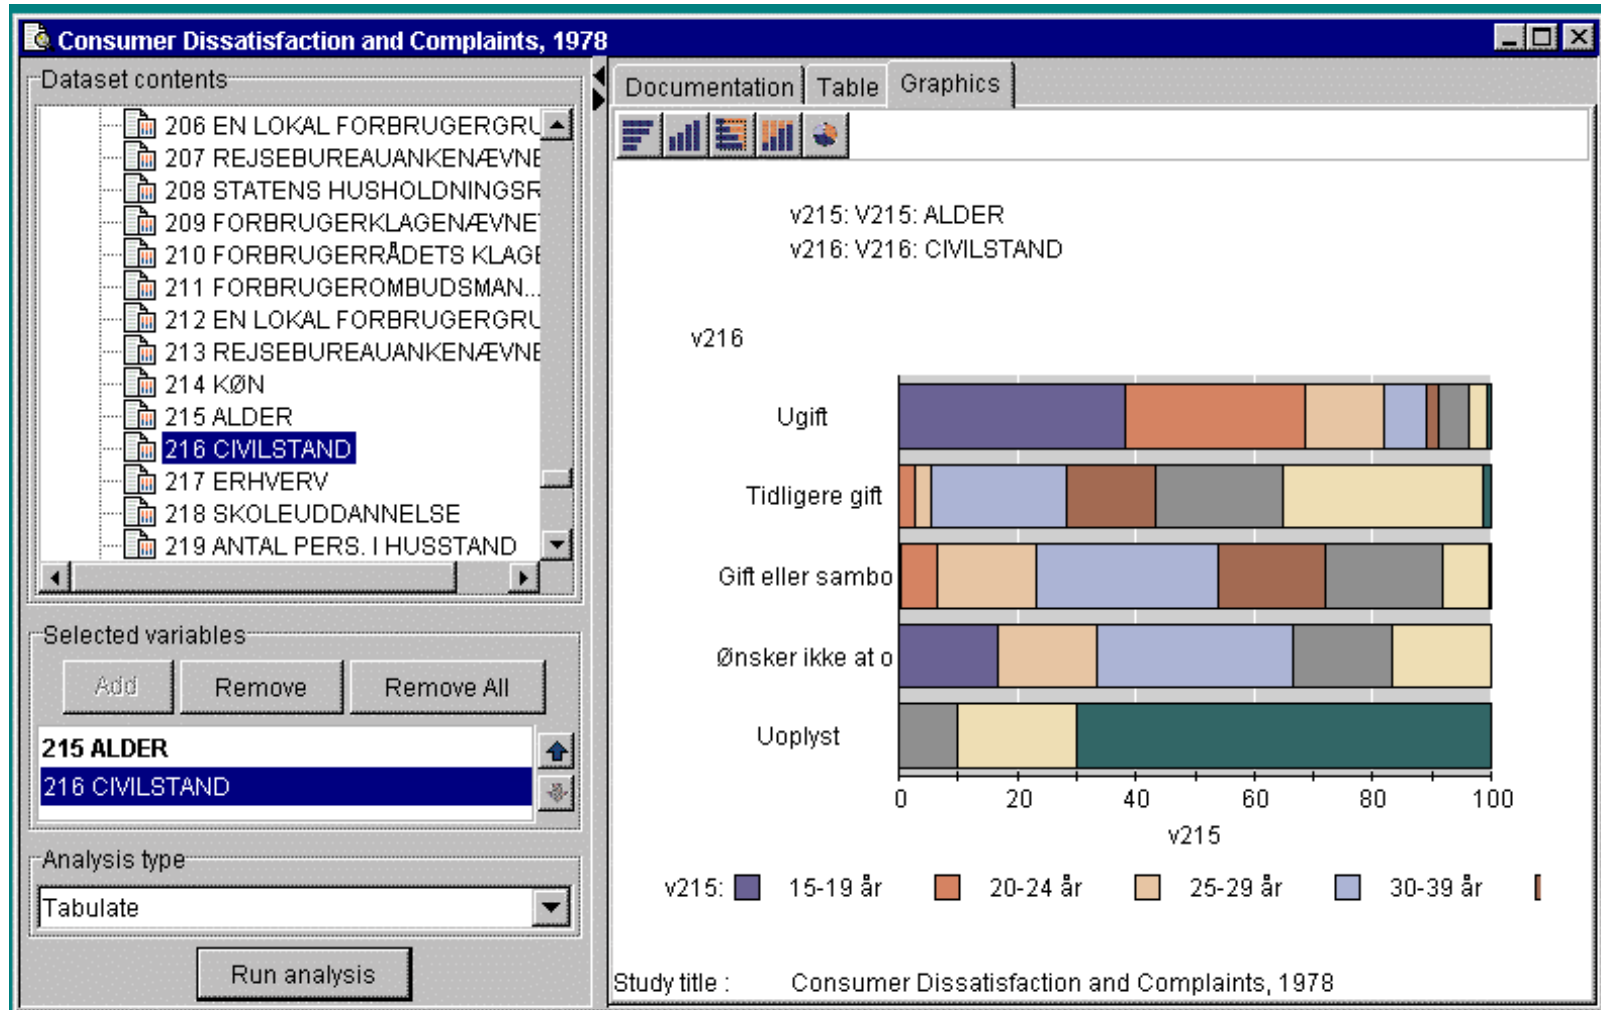 Consumer Dissatisfaction and Complaints, 1978
Dataset contents
206 EN LOKAL FORBRUGERGRU
207 REJSEBUREAUANKENÆVNE
208 STATENS HUSHOLDNINGSR
209 FORBRUGERKLAGENÆVNET
210 FORBRUGERRÅDETS KLAGE
211 FORBRUGEROMBUDSMAN...
212 EN LOKAL FORBRUGERGRU
213 REJSEBUREAUANKENÆVNE
214 KØN
215 ALDER
216 CIVILSTAND
217 ERHVERV
218 SKOLEUDDANNELSE
219 ANTAL PERS. I HUSSTAND
Selected variables
Add Remove Remove All
215 ALDER
216 CIVILSTAND
Analysis type
Tabulate
Run analysis
Documentation Table Graphics
v215: V215: ALDER
v216: V216: CIVILSTAND
v216
Ugift
Tidligere gift
Gift eller sambo
Ønsker ikke at o
Uoplyst
0 20 40 60 80 100
v215
v215: 15-19 år 20-24 år 25-29 år 30-39 år
Study title : Consumer Dissatisfaction and Complaints, 1978